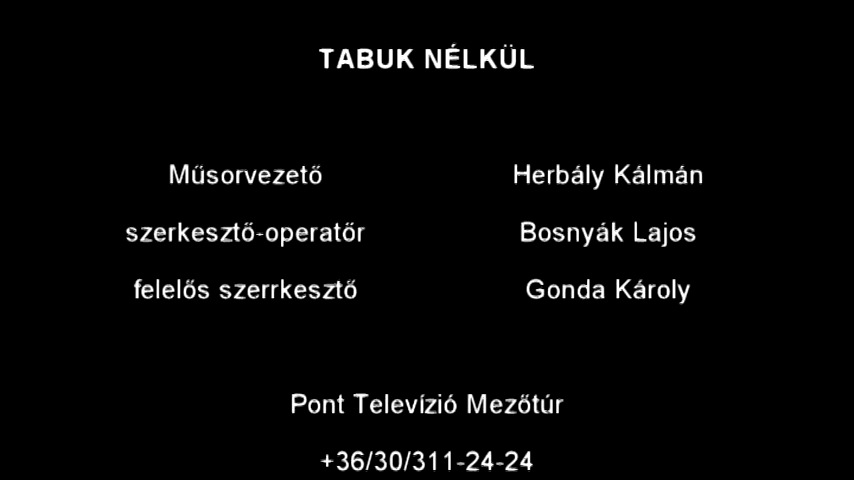 TABUK NÉLKÜL
Műsorvezető Herbály Kálmán
szerkesztő-operatőr Bosnyák Lajos
felelős szerrkesztő Gonda Károly
Pont Televízió Mezőtúr
+36/30/311-24-24